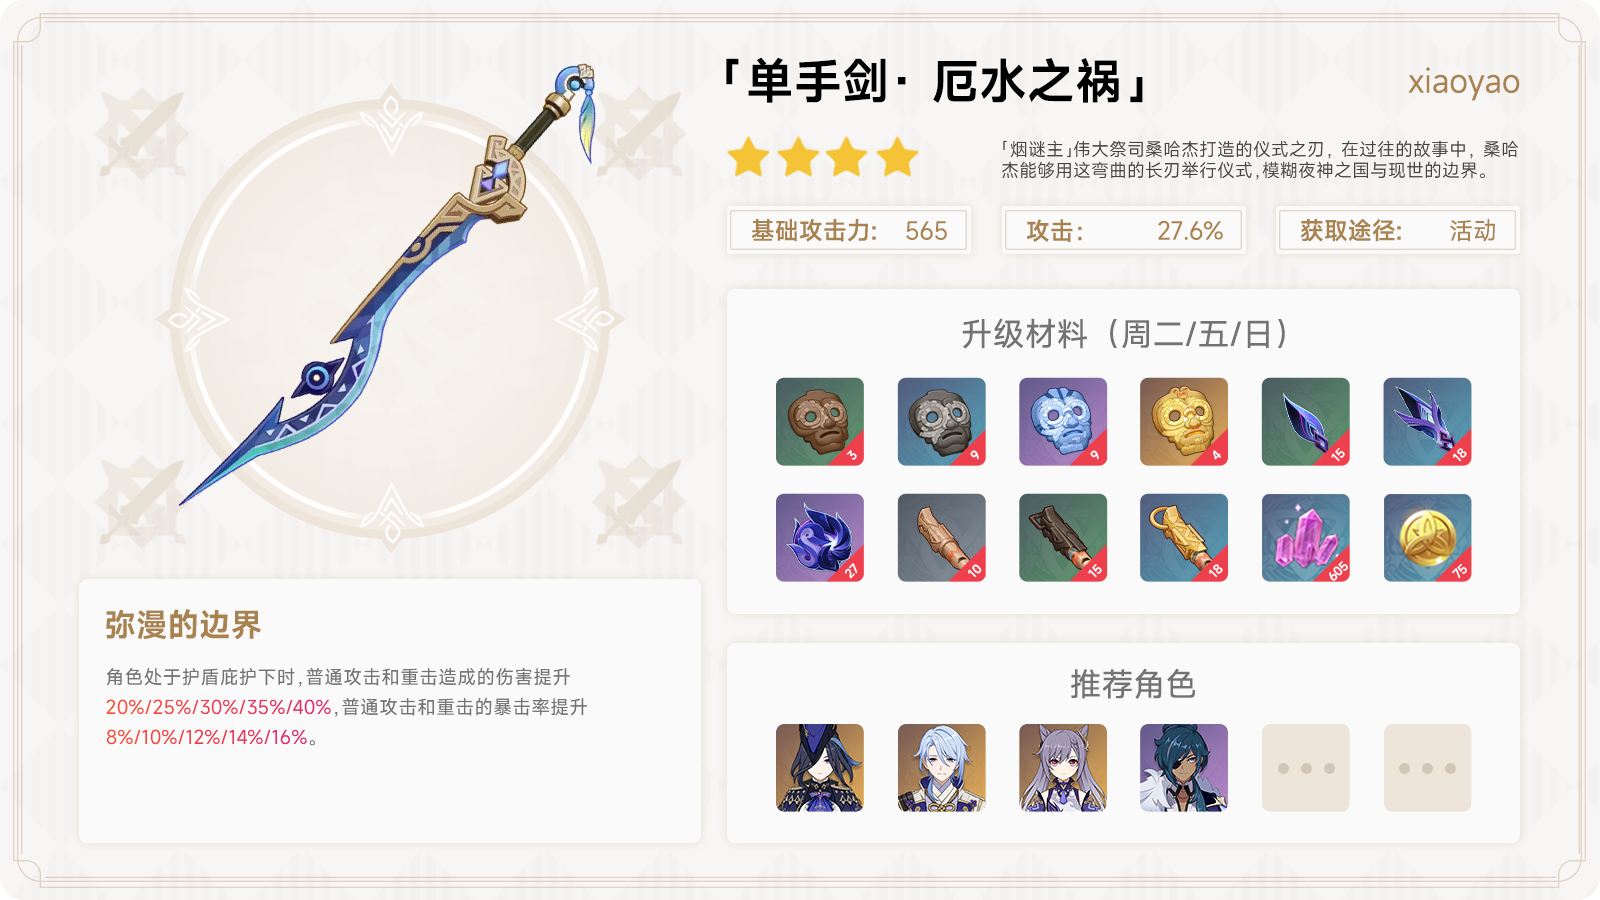 「单手剑· 厄水之祸」
xiaoyao
「烟谜主」伟大祭司桑哈杰打造的仪式之刃，在过往的故事中，桑哈
杰能够用这弯曲的长刃举行仪式,模糊夜神之国与现世的边界。
基础攻击力: 565
攻击: 27.6%
获取途径: 活动
升级材料（周二/五/日）
3 9 9 4 15 18
27 10 15 18 605 75
弥漫的边界
角色处于护盾庇护下时,普通攻击和重击造成的伤害提升
20%/25%/30%/35%/40%,普通攻击和重击的暴击率提升
8%/10%/12%/14%/16%。
推荐角色